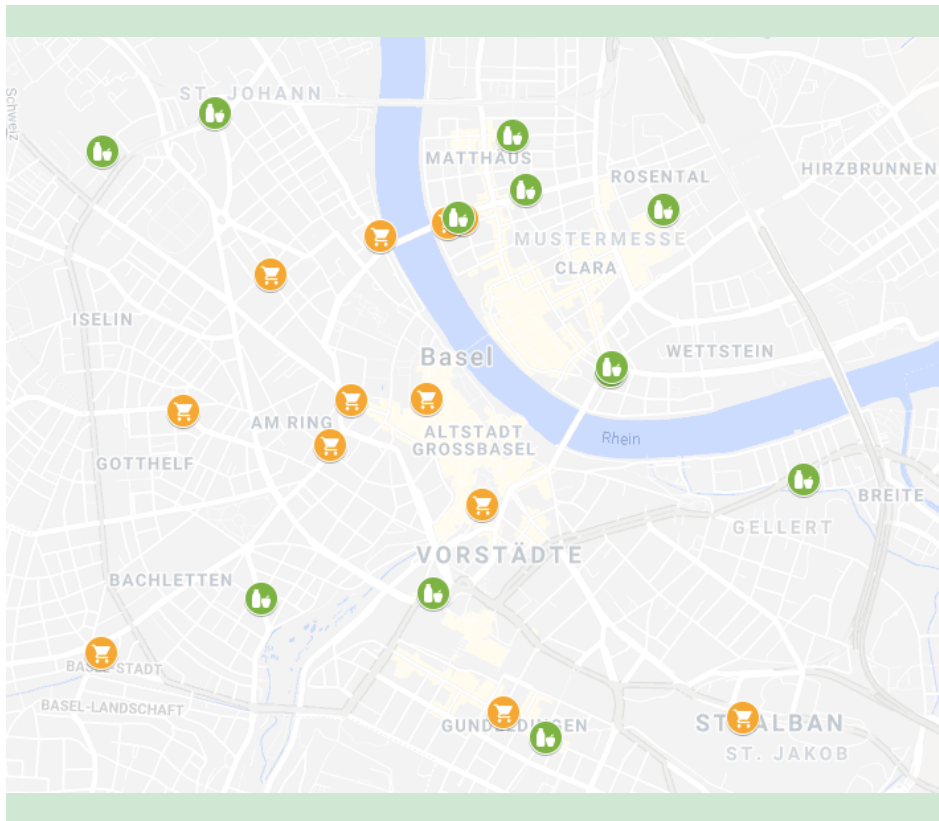 Schweiz
ST. JOHANN
MATTHÄUS
ROSENTAL
HIRZBRUNNEN
MUSTERMESSE
CLARA
ISELIN
Basel
WETTSTEIN
AM RING
ALTSTADT
GROSSBASEL
Rhein
GOTTHELF
BREITE
GELLERT
VORSTÄDTE
BACHLETTEN
BASEL-STADT
BASEL-LANDSCHAFT
GUNDELDINGEN
ST. ALBAN
ST. JAKOB